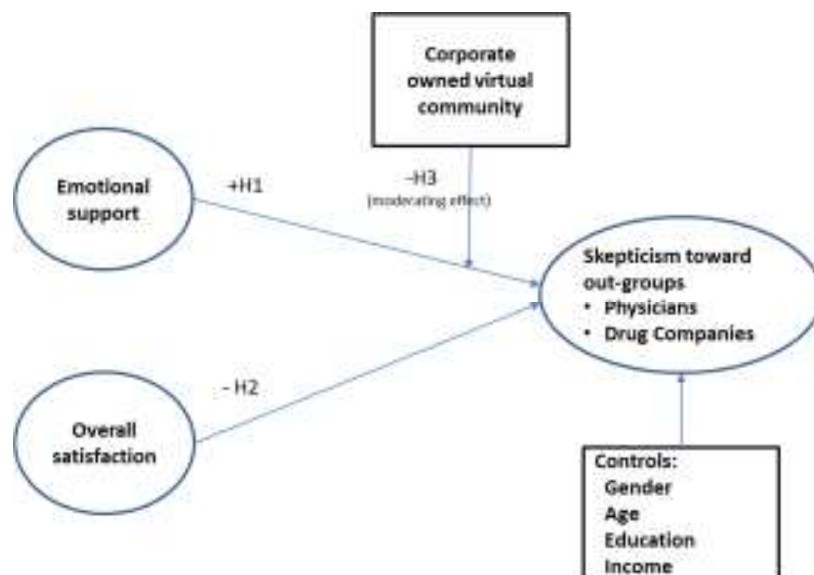 Corporate
owned virtual
community
+H1
-H3
(moderating effect)
Emotional
support
Skepticism toward
out-groups
• Physicians
• Drug Companies
- H2
Overall
satisfaction
Controls:
Gender
Age
Education
Income